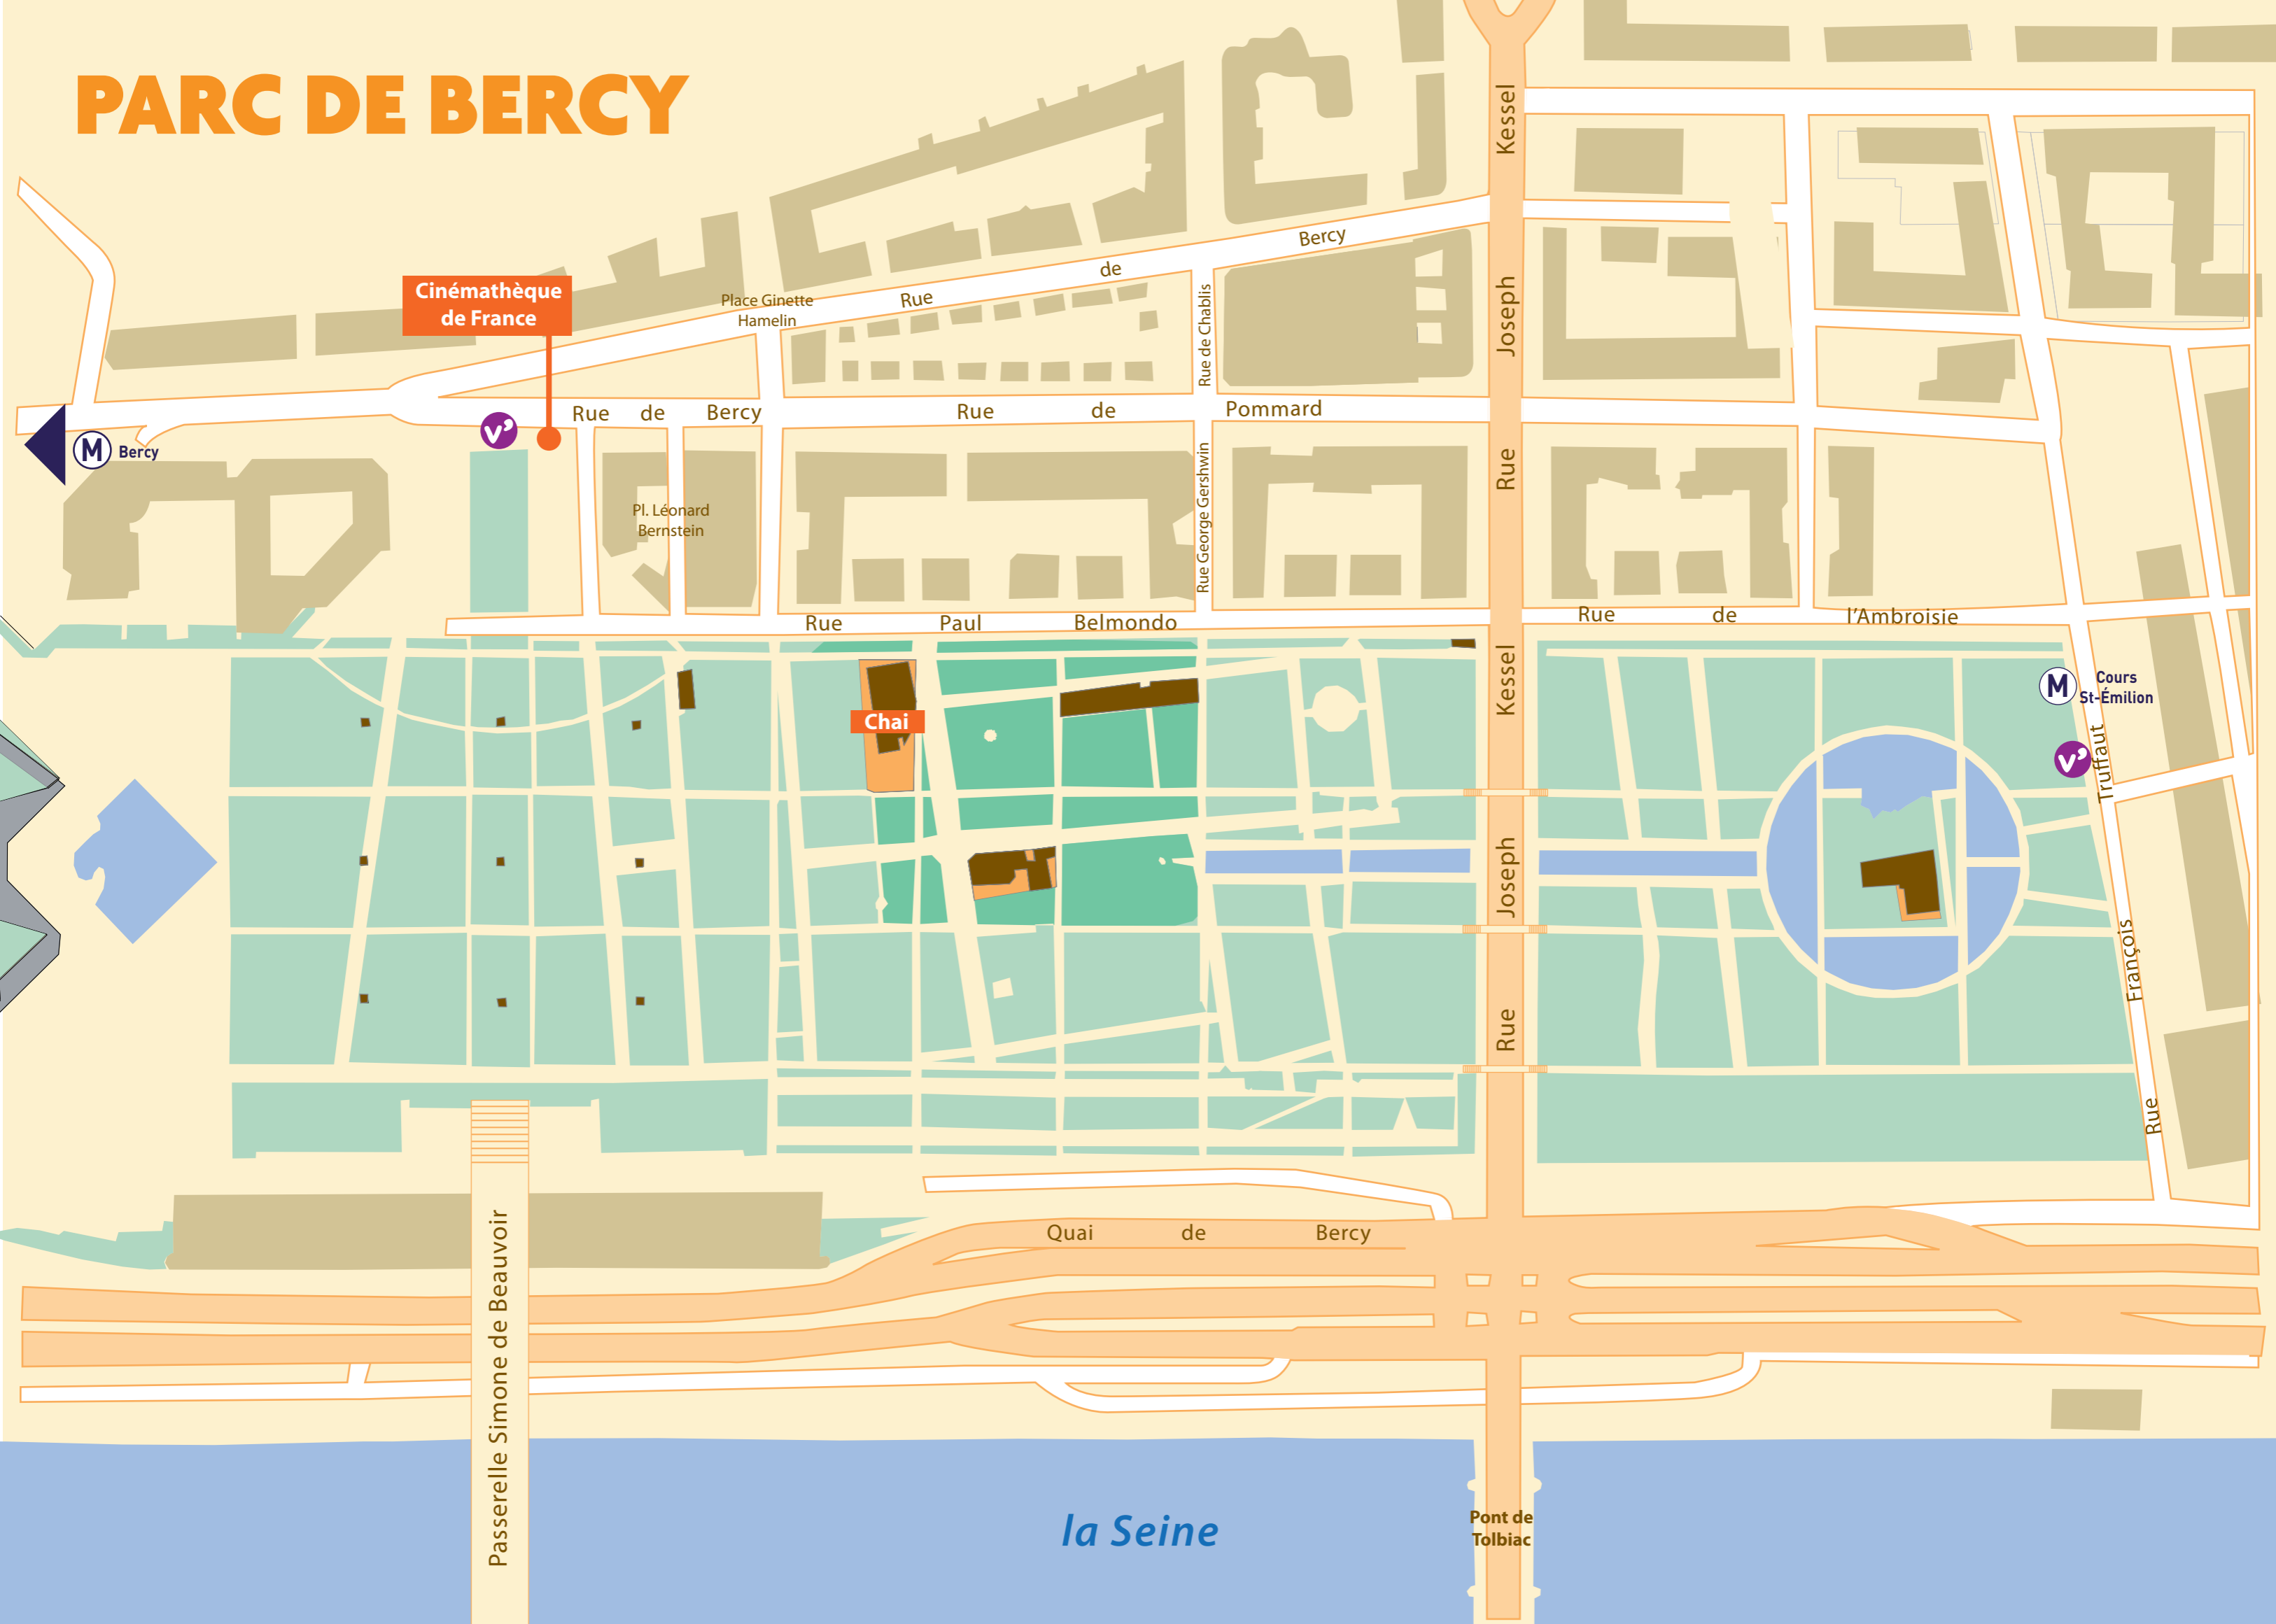 PARC DE BERCY
Kessel
Joseph
Rue
Kessel
Joseph
Rue
Rue de Bercy
Cinémathèque
de France
Place Ginette
Hamelin
Rue de Chablis
v’
M Bercy
Rue de Bercy
Rue de Pommard
Pl. Léonard
Bernstein
Rue George Gershwin
Rue Paul Belmondo
Rue de l’Ambroisie
M Cours
St-Émilion
Chai
v’
Rue François Truffaut
Quai de Bercy
Passerelle Simone de Beauvoir
la Seine
Pont de
Tolbiac